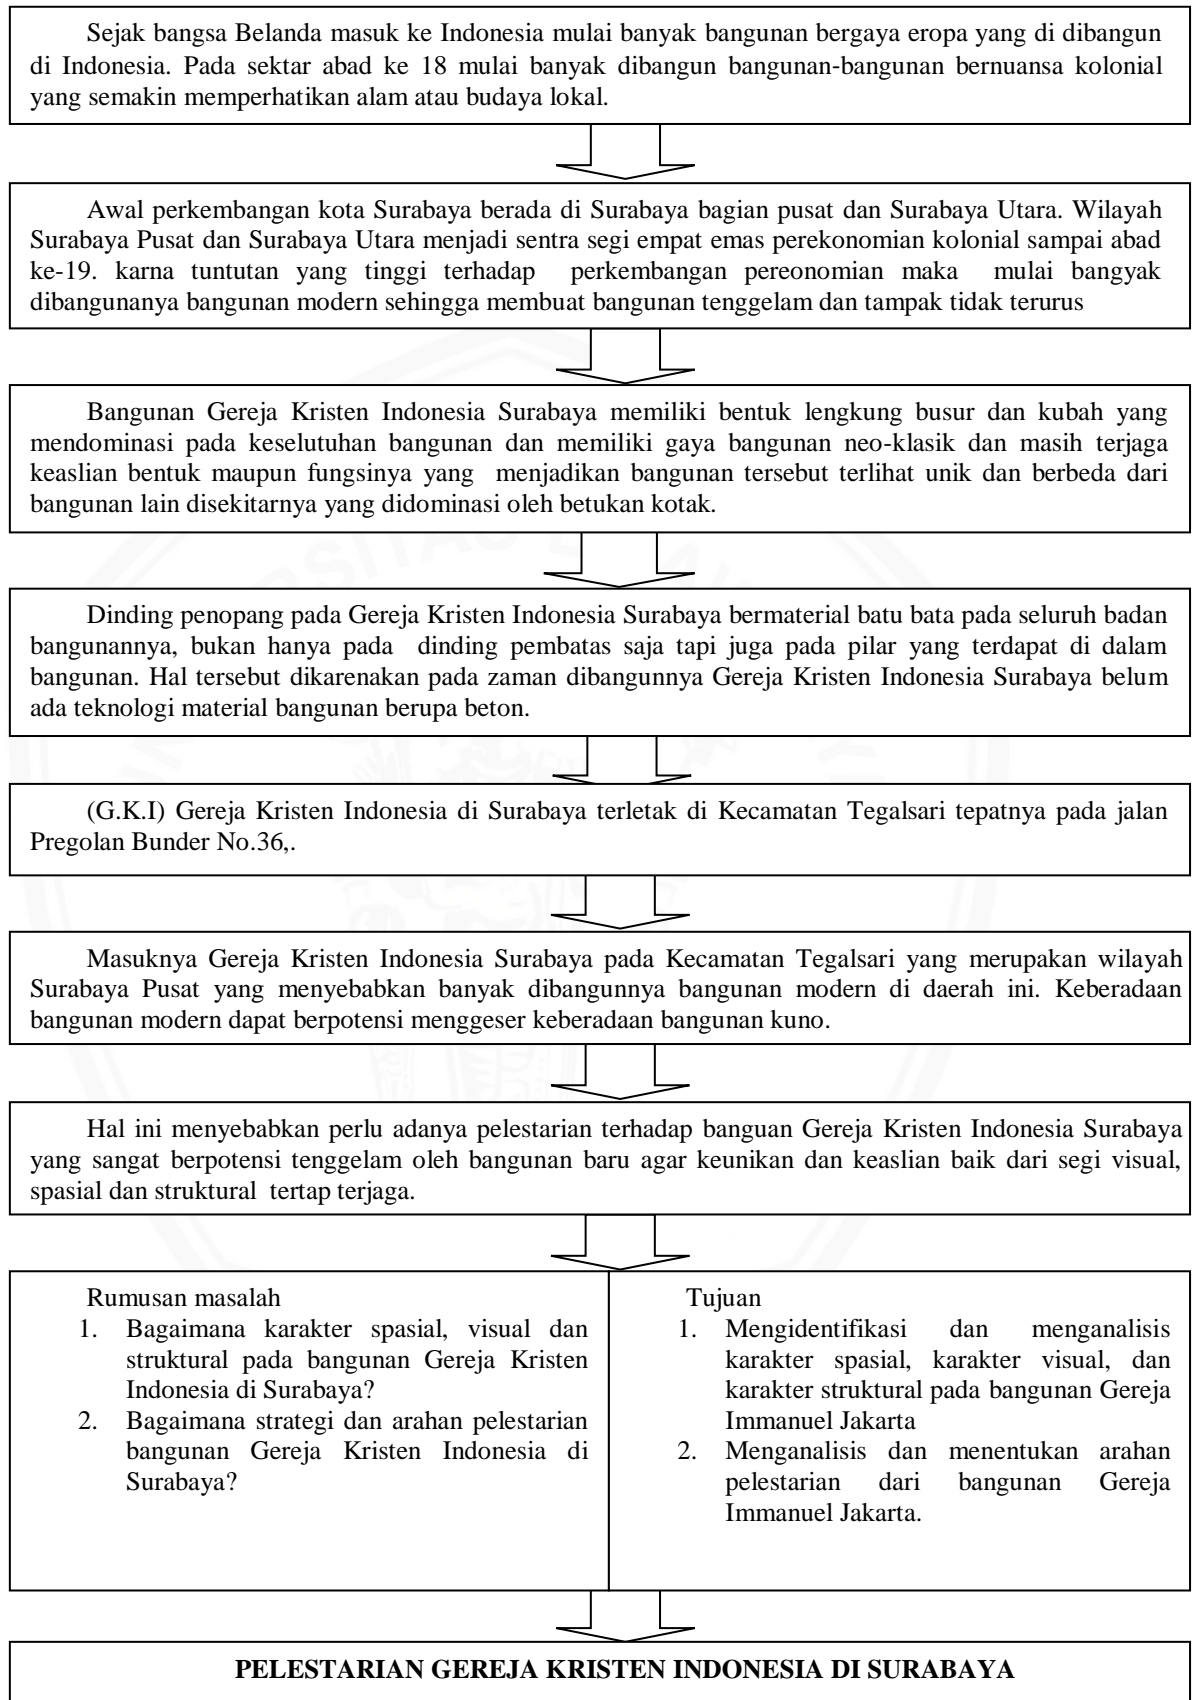 Sejak bangsa Belanda masuk ke Indonesia mulai banyak bangunan bergaya eropa yang di dibangun
di Indonesia. Pada sektar abad ke 18 mulai banyak dibangun bangunan-bangunan bernuansa kolonial
yang semakin memperhatikan alam atau budaya lokal.
Awal perkembangan kota Surabaya berada di Surabaya bagian pusat dan Surabaya Utara. Wilayah
Surabaya Pusat dan Surabaya Utara menjadi sentra segi empat emas perekonomian kolonial sampai abad
ke-19. karna tuntutan yang tinggi terhadap perkembangan pereonomian maka mulai bangyak
dibangunanya bangunan modern sehingga membuat bangunan tenggelam dan tampak tidak terurus
Bangunan Gereja Kristen Indonesia Surabaya memiliki bentuk lengkung busur dan kubah yang
mendominasi pada keselutuhan bangunan dan memiliki gaya bangunan neo-klasik dan masih terjaga
keaslian bentuk maupun fungsinya yang menjadikan bangunan tersebut terlihat unik dan berbeda dari
bangunan lain disekitarnya yang didominasi oleh betukan kotak.
Dinding penopang pada Gereja Kristen Indonesia Surabaya bermaterial batu bata pada seluruh badan
bangunannya, bukan hanya pada dinding pembatas saja tapi juga pada pilar yang terdapat di dalam
bangunan. Hal tersebut dikarenakan pada zaman dibangunnya Gereja Kristen Indonesia Surabaya belum
ada teknologi material bangunan berupa beton.
(G.K.I) Gereja Kristen Indonesia di Surabaya terletak di Kecamatan Tegalsari tepatnya pada jalan
Pregolan Bunder No.36,.
Masuknya Gereja Kristen Indonesia Surabaya pada Kecamatan Tegalsari yang merupakan wilayah
Surabaya Pusat yang menyebabkan banyak dibangunnya bangunan modern di daerah ini. Keberadaan
bangunan modern dapat berpotensi menggeser keberadaan bangunan kuno.
Hal ini menyebabkan perlu adanya pelestarian terhadap banguan Gereja Kristen Indonesia Surabaya
yang sangat berpotensi tenggelam oleh bangunan baru agar keunikan dan keaslian baik dari segi visual,
spasial dan struktural tertap terjaga.
Rumusan masalah
1. Bagaimana karakter spasial, visual dan
struktural pada bangunan Gereja Kristen
Indonesia di Surabaya?
2. Bagaimana strategi dan arahan pelestarian
bangunan Gereja Kristen Indonesia di
Surabaya?
Tujuan
1. Mengidentifikasi dan menganalisis
karakter spasial, karakter visual, dan
karakter struktural pada bangunan Gereja
Immanuel Jakarta
2. Menganalisis dan menentukan arahan
pelestarian dari bangunan Gereja
Immanuel Jakarta.
PELESTARIAN GEREJA KRISTEN INDONESIA DI SURABAYA